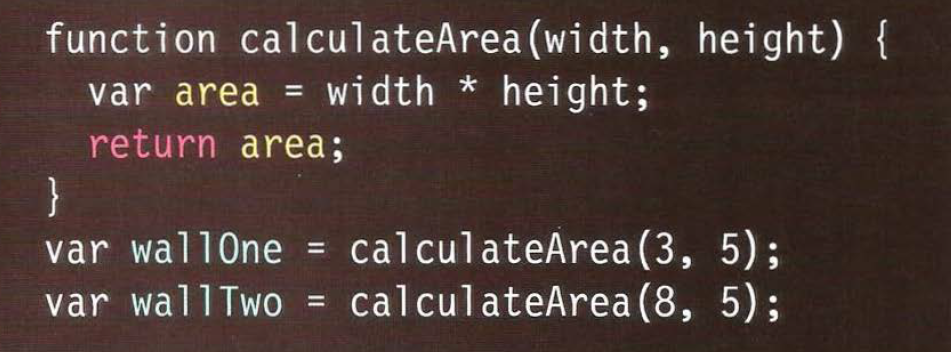 function calculateArea(width, height) {
  var area = width * height;
  return area;
}
var wallOne = calculateArea(3, 5);
var wallTwo = calculateArea(8, 5);